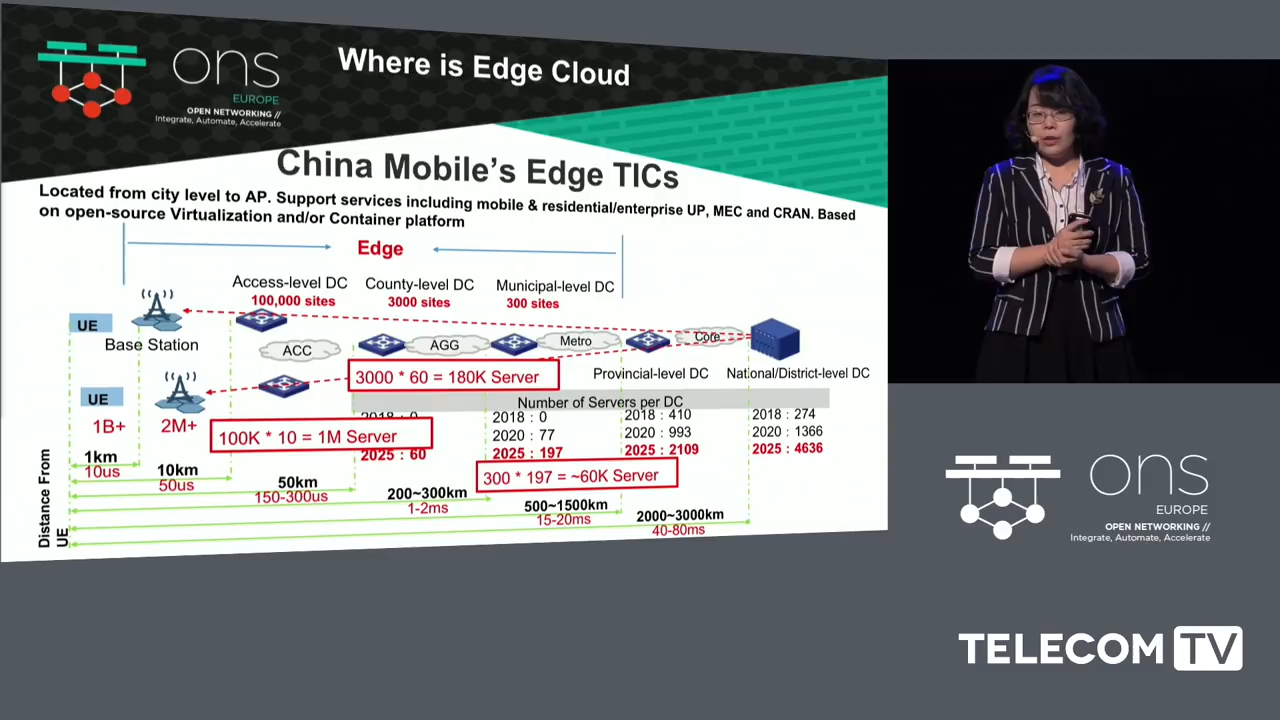 ons
EUROPE
OPEN NETWORKING //
Integrate, Automate, Accelerate
Where is Edge Cloud
China Mobile's Edge TICs
Located from city level to AP. Support services including mobile & residential/enterprise UP, MEC and CRAN. Based
on open-source Virtualization and/or Container platform
Edge
Access-level DC
100,000 sites
County-level DC
3000 sites
Municipal-level DC
300 sites
UE
Base Station
ACC
AGG
Metro
Core
3000 * 60 = 180K Server
Provincial-level DC
National/District-level DC
UE
Number of Servers per DC
1B+
2M+
100K * 10 = 1M Server
2018 : 0
2025 : 60
2018 : 0
2020 : 77
2025 : 197
2018 : 410
2020 : 993
2025 : 2109
2018 : 274
2020 : 1366
2025 : 4636
300 * 197 = ~60K Server
Distance From
UE
1km
10us
10km
50us
50km
150-300us
200~300km
1-2ms
500~1500km
15-20ms
2000~3000km
40-80ms
ons
EUROPE
OPEN NETWORKING //
Integrate, Automate, Accelerate
TELECOM TV